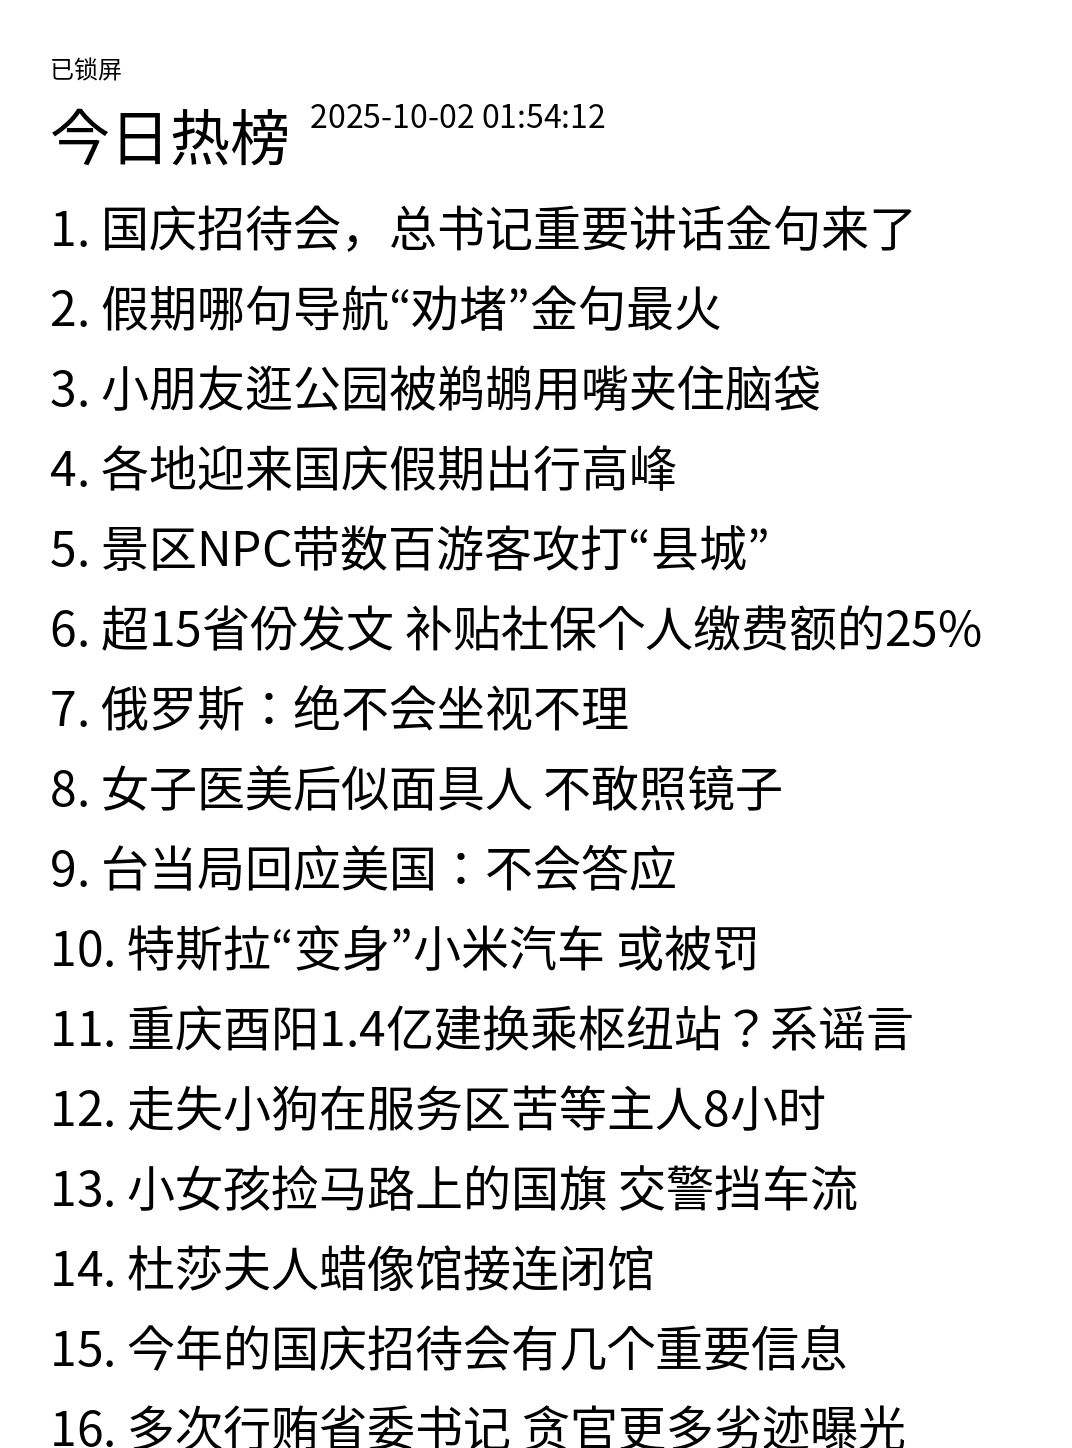 已锁屏
今日热榜 2025-10-02 01:54:12
1. 国庆招待会，总书记重要讲话金句来了
2. 假期哪句导航“劝堵”金句最火
3. 小朋友逛公园被鹈鹕用嘴夹住脑袋
4. 各地迎来国庆假期出行高峰
5. 景区NPC带数百游客攻打“县城”
6. 超15省份发文 补贴社保个人缴费额的25%
7. 俄罗斯：绝不会坐视不理
8. 女子医美后似面具人 不敢照镜子
9. 台当局回应美国：不会答应
10. 特斯拉“变身”小米汽车 或被罚
11. 重庆酉阳1.4亿建换乘枢纽站？系谣言
12. 走失小狗在服务区苦等主人8小时
13. 小女孩捡马路上的国旗 交警挡车流
14. 杜莎夫人蜡像馆接连闭馆
15. 今年的国庆招待会有几个重要信息
16. 多次行贿省委书记 贪官更多劣迹曝光